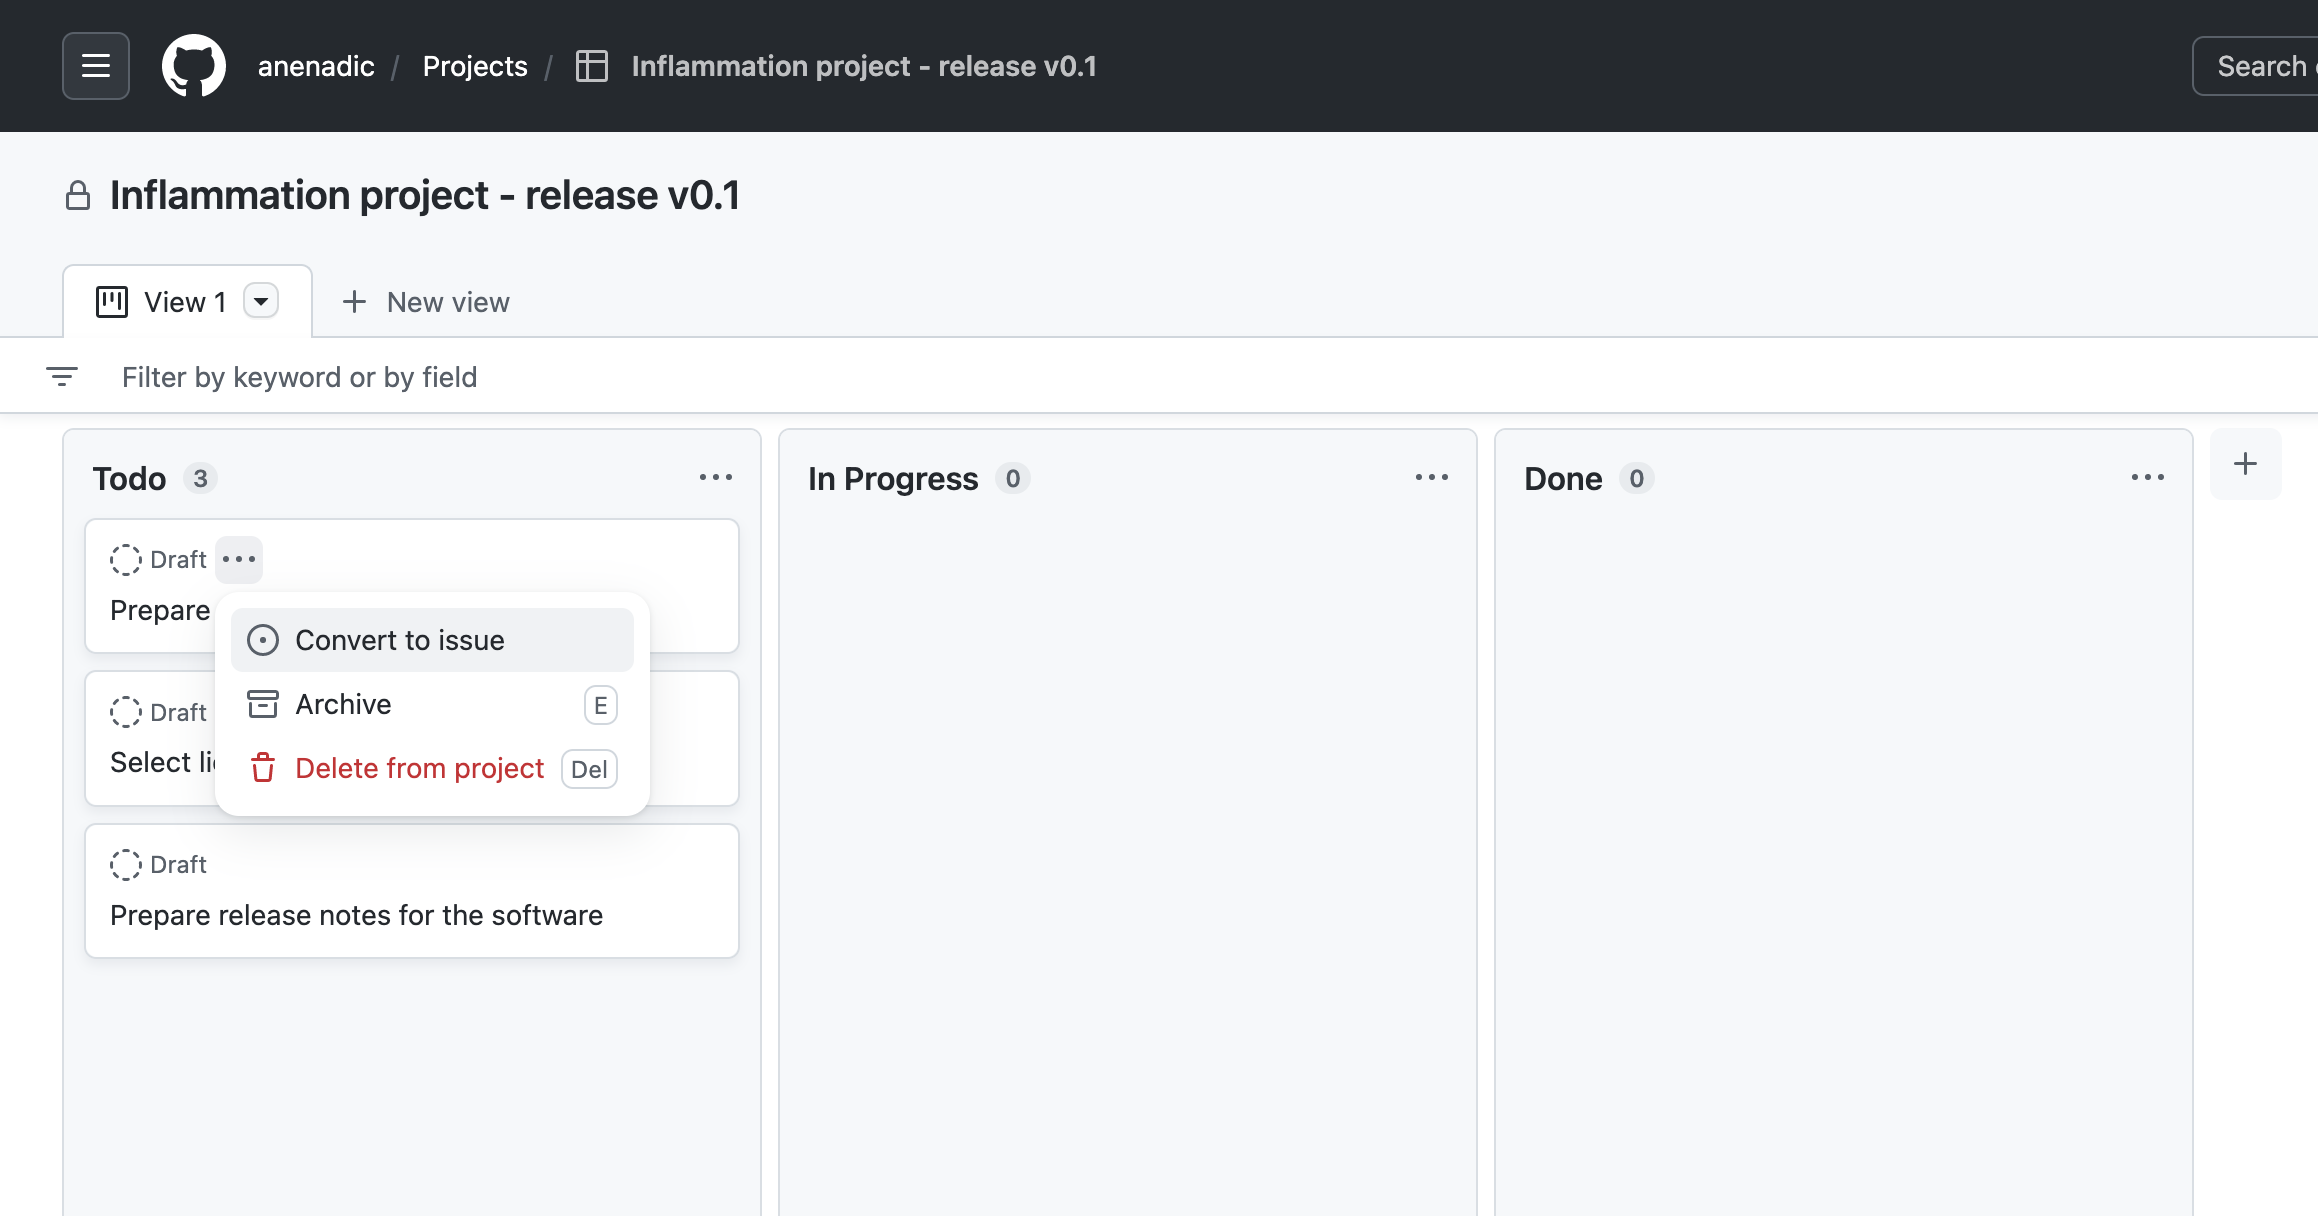 anenadic / Projects / Inflammation project - release v0.1
Search
Inflammation project - release v0.1
View 1
New view
Filter by keyword or by field
Todo 3
In Progress 0
Done 0
Draft
Prepare
Convert to issue
Archive E
Delete from project Del
Draft
Select
Draft
Prepare release notes for the software